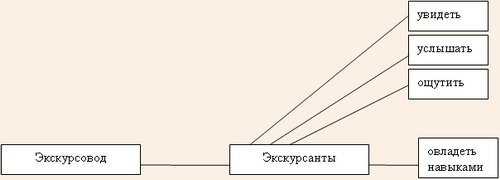 увидеть
услышать
ощутить
Экскурсовод
Экскурсанты
овладеть
навыками